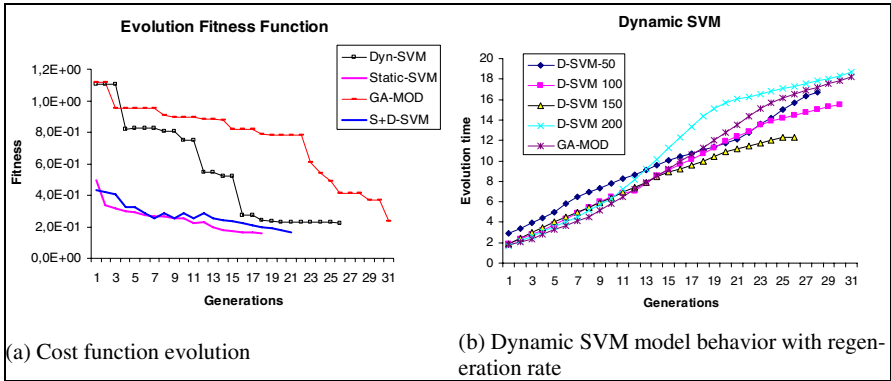 Evolution Fitness Function
Dyn-SVM
Static-SVM
GA-MOD
S+D-SVM
1,2E+00
1,0E+00
8,0E-01
6,0E-01
4,0E-01
2,0E-01
0,0E+00
Fitness
1 3 5 7 9 11 13 15 17 19 21 23 25 27 29 31
Generations
(a) Cost function evolution
Dynamic SVM
D-SVM-50
D-SVM 100
D-SVM 150
D-SVM 200
GA-MOD
20
18
16
14
12
10
8
6
4
2
0
Evolution time
1 3 5 7 9 11 13 15 17 19 21 23 25 27 29 31
Generations
(b) Dynamic SVM model behavior with regen-
eration rate